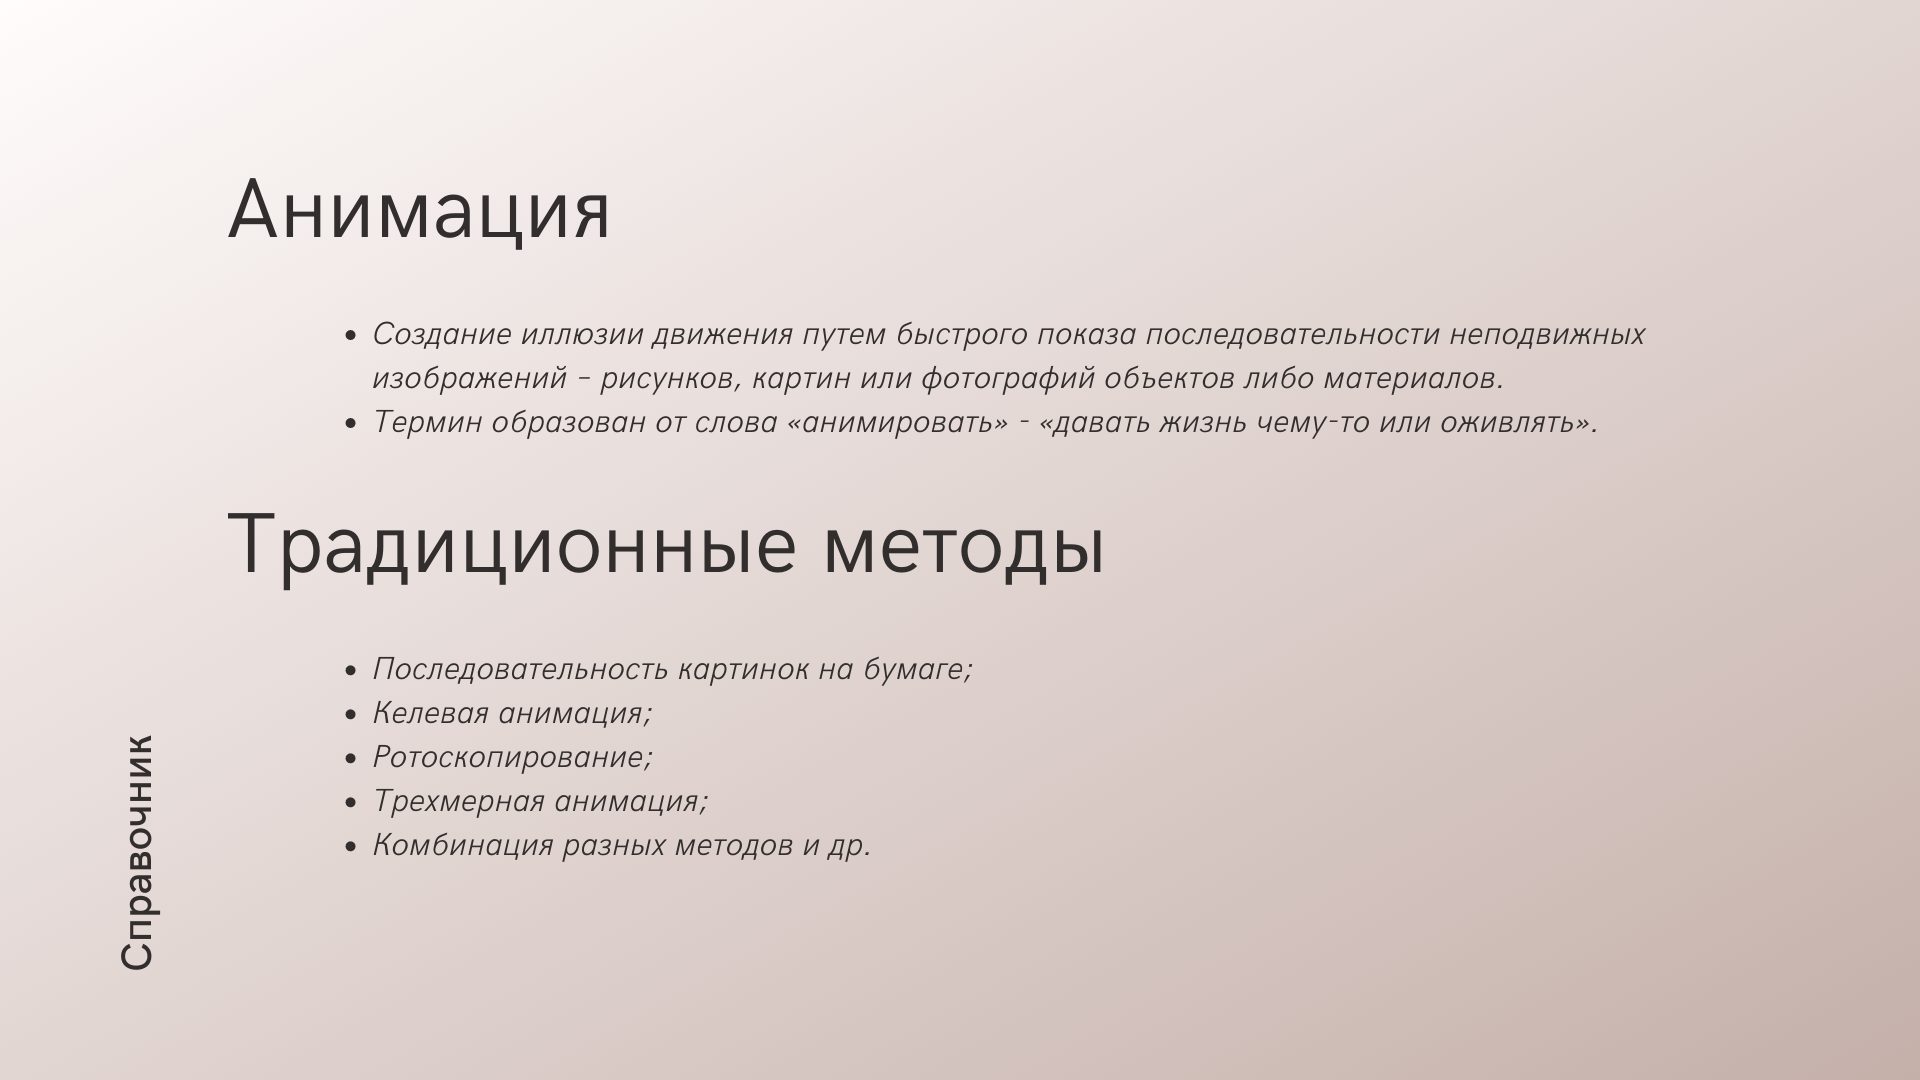 Анимация
• Создание иллюзии движения путем быстрого показа последовательности неподвижных
изображений – рисунков, картин или фотографий объектов либо материалов.
• Термин образован от слова «анимировать» - «давать жизнь чему-то или оживлять».
Традиционные методы
• Последовательность картинок на бумаге;
• Келевая анимация;
• Ротоскопирование;
• Трехмерная анимация;
• Комбинация разных методов и др.
Справочник